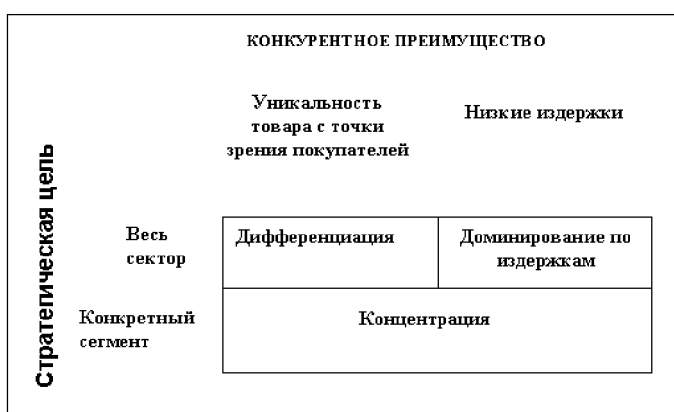 КОНКУРЕНТНОЕ ПРЕИМУЩЕСТВО
Уникальность
товара с точки
зрения покупателей
Низкие издержки
Стратегическая цель
Весь
сектор
Дифференциация
Доминирование по
издержкам
Конкретный
сегмент
Концентрация